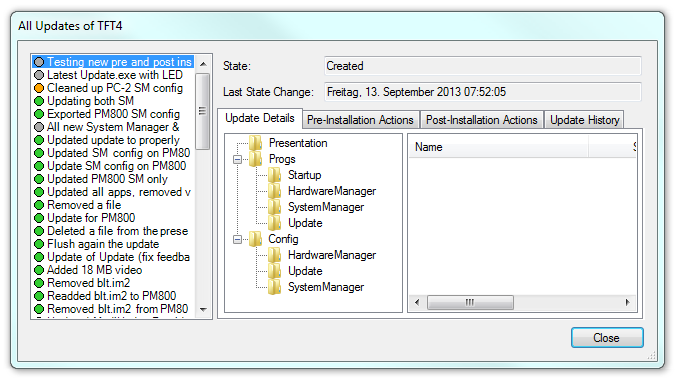 All Updates of TFT4
Testing new pre and post ins
Latest Update.exe with LED
Cleaned up PC-2 SM config
Updating both SM
Exported PM800 SM config
All new System Manager &
Updated update to properly
Updated SM config on PM80
Update SM config on PM800
Updated PM800 SM only
Updated all apps, removed v
Removed a file
Update for PM800
Deleted a file from the prese
Flush again the update
Update of Update (fix feedba
Added 18 MB video
Removed blt.im2
Readded blt.im2 to PM800
Removed blt.im2 from PM80
State: Created
Last State Change: Freitag, 13. September 2013 07:52:05
Update Details Pre-Installation Actions Post-Installation Actions Update History
Presentation
Progs
Startup
HardwareManager
SystemManager
Update
Config
HardwareManager
Update
SystemManager
Name S
Close